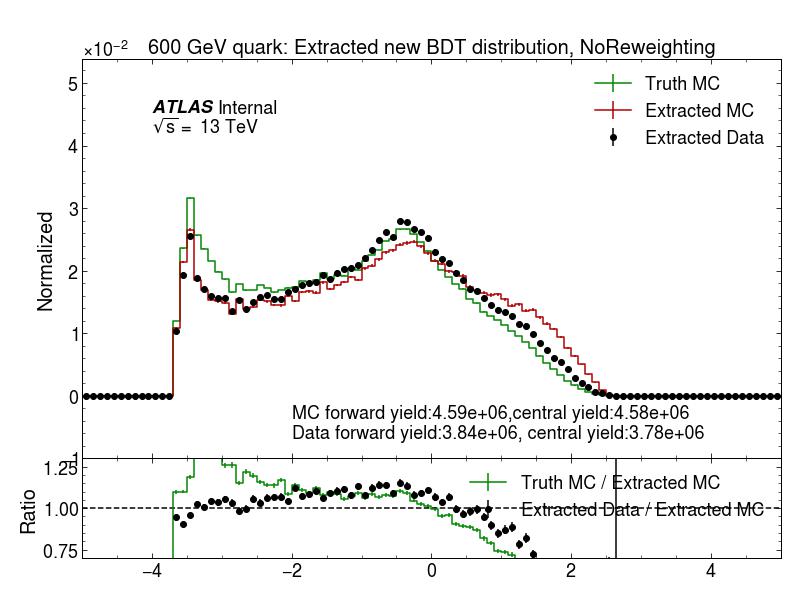 ×10⁻² 600 GeV quark: Extracted new BDT distribution, NoReweighting
ATLAS Internal
√s = 13 TeV
Truth MC
Extracted MC
Extracted Data
Normalized
5
4
3
2
1
0
MC forward yield:4.59e+06,central yield:4.58e+06
Data forward yield:3.84e+06, central yield:3.78e+06
Truth MC / Extracted MC
Extracted Data / Extracted MC
Ratio
1.25
1.00
0.75
−4 −2 0 2 4